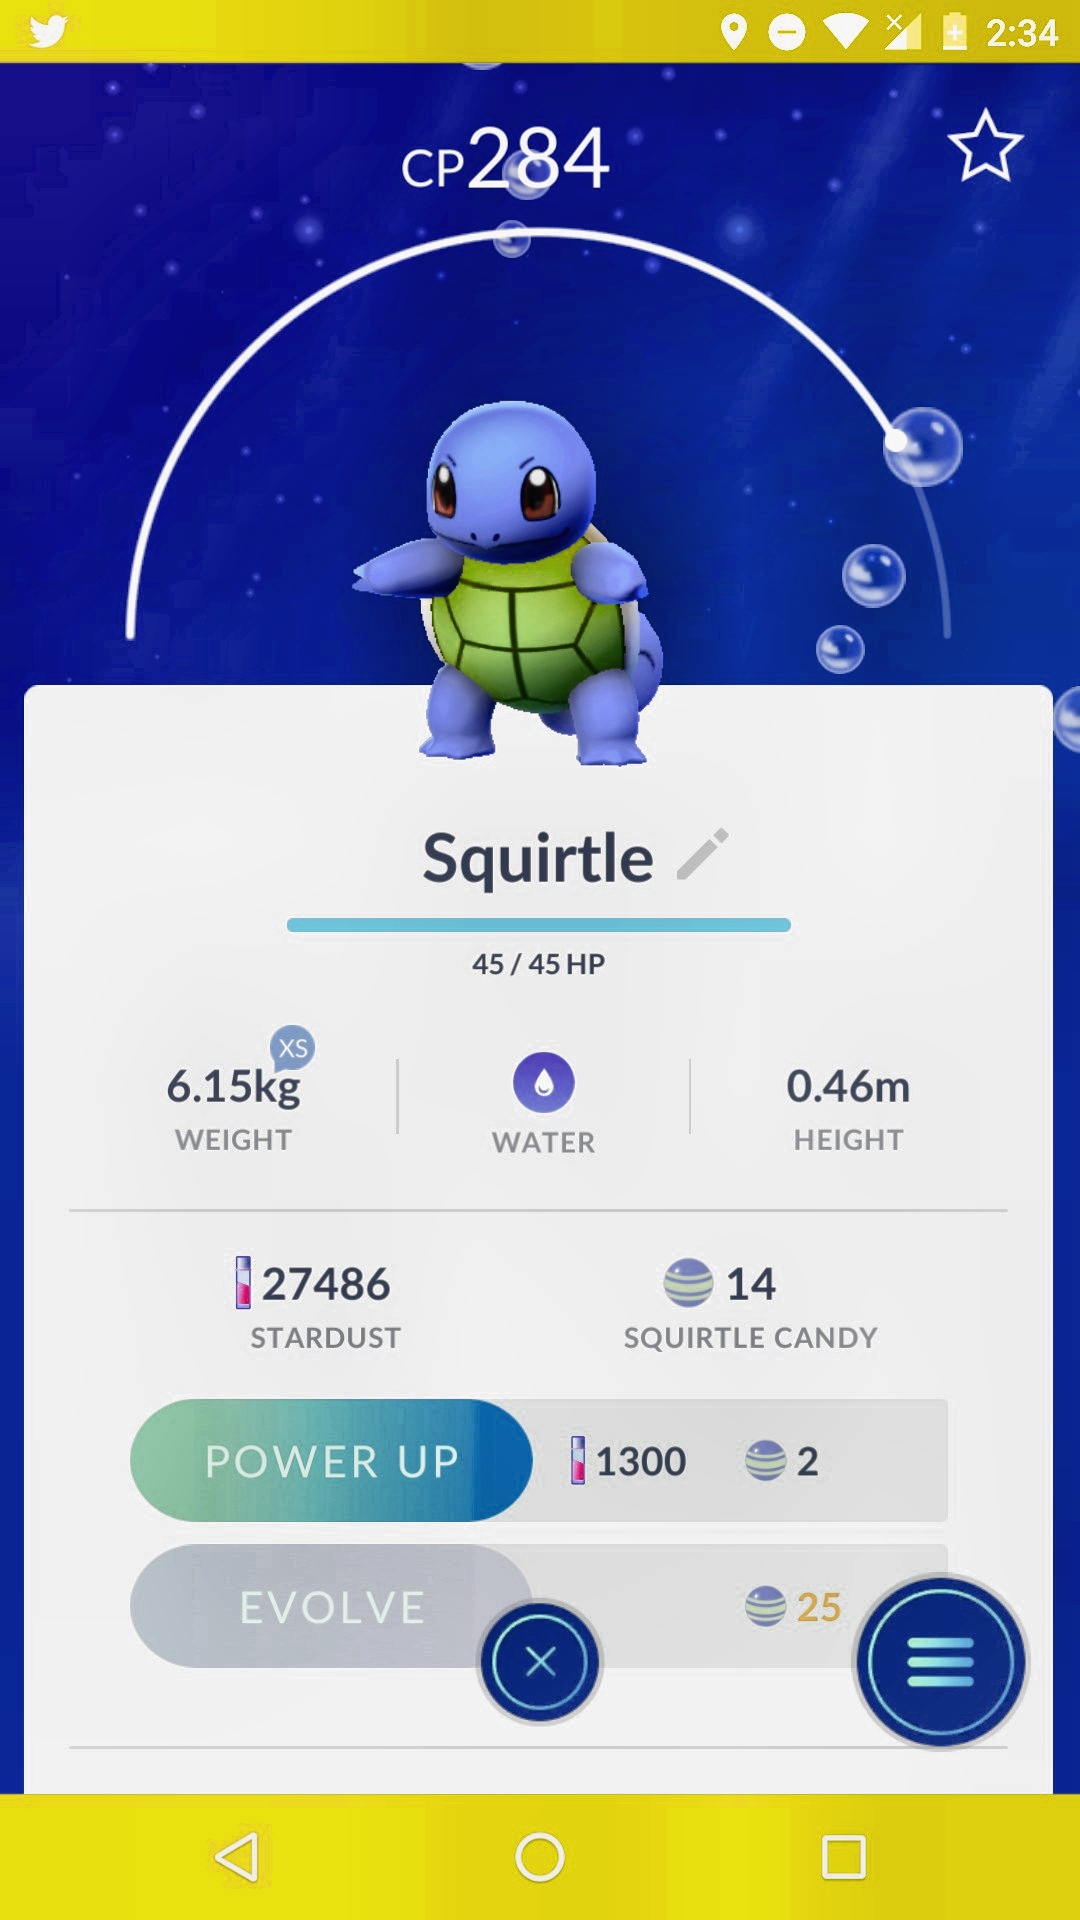 2:34
CP284
Squirtle
45 / 45 HP
XS
6.15kg
WEIGHT
WATER
0.46m
HEIGHT
27486
STARDUST
14
SQUIRTLE CANDY
POWER UP 1300 2
EVOLVE 25